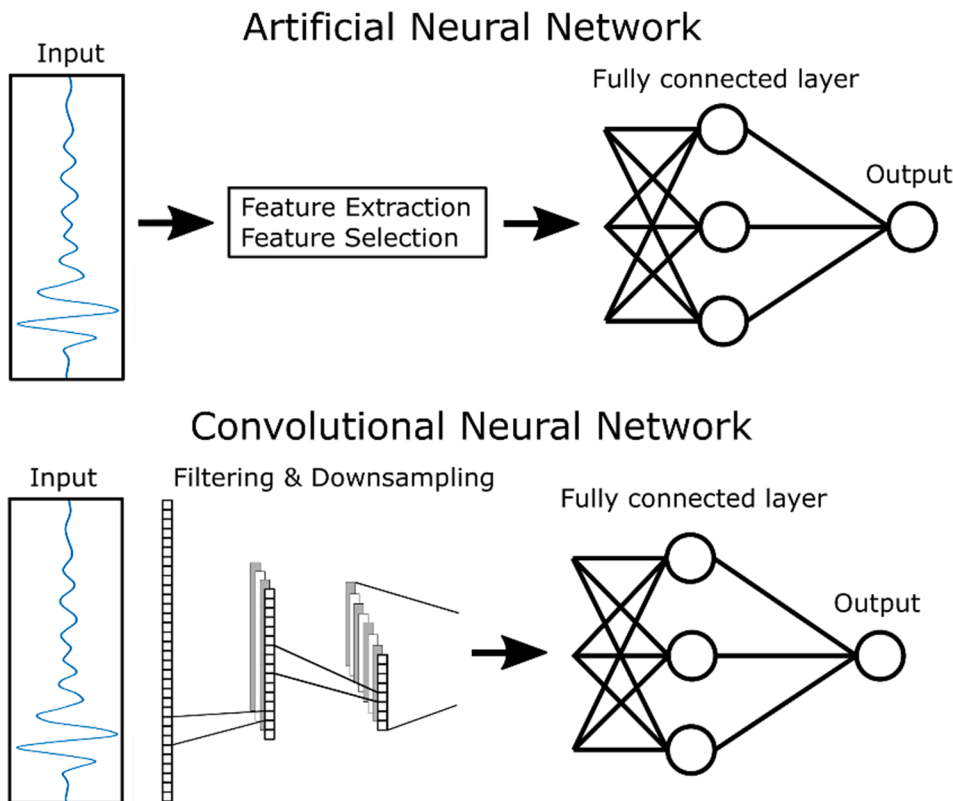 Artificial Neural Network
Input
Fully connected layer
Output
Feature Extraction
Feature Selection
Convolutional Neural Network
Input
Filtering & Downsampling
Fully connected layer
Output